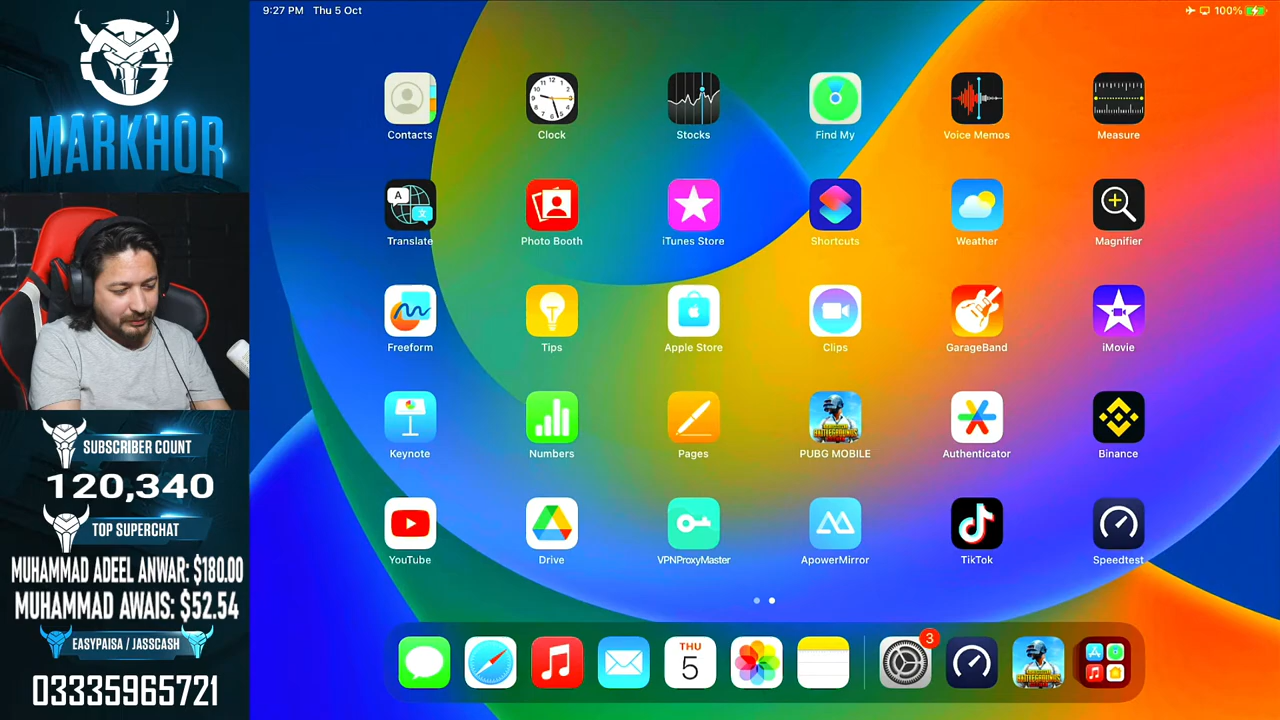 9:27 PM Thu 5 Oct
100%
MARKHOR
Contacts
Clock
Stocks
Find My
Voice Memos
Measure
Translate
Photo Booth
iTunes Store
Shortcuts
Weather
Magnifier
Freeform
Tips
Apple Store
Clips
GarageBand
iMovie
Keynote
Numbers
Pages
PUBG MOBILE
Authenticator
Binance
YouTube
Drive
VPNProxyMaster
ApowerMirror
TikTok
Speedtest
THU
5
3
SUBSCRIBER COUNT
120,340
TOP SUPERCHAT
MUHAMMAD ADEEL ANWAR: $180.00
MUHAMMAD AWAIS: $52.54
EASYPAISA / JASSCASH
03335965721